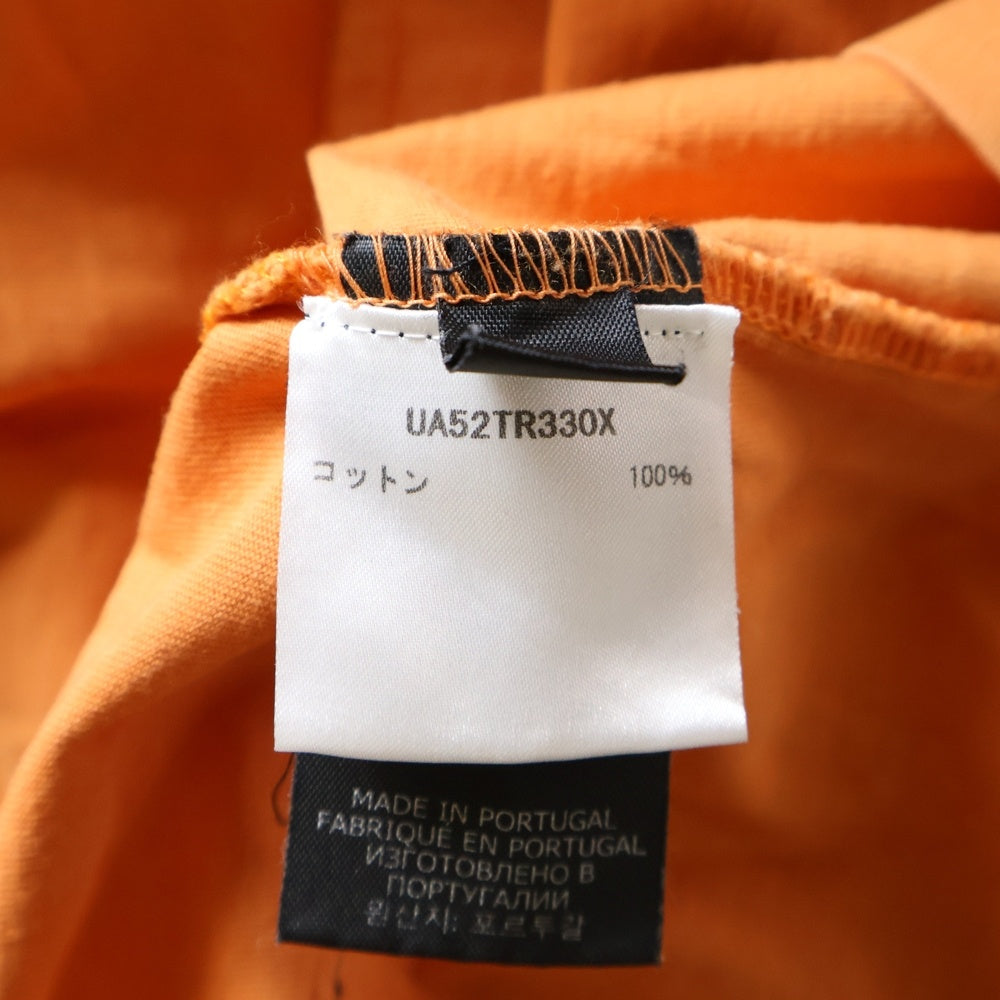 UA52TR330X
コットン 100%
MADE IN PORTUGAL
FABRIQUÉ EN PORTUGAL
ИЗГОТОВЛЕНО В
ПОРТУГАЛИИ
원산지: 포르투갈